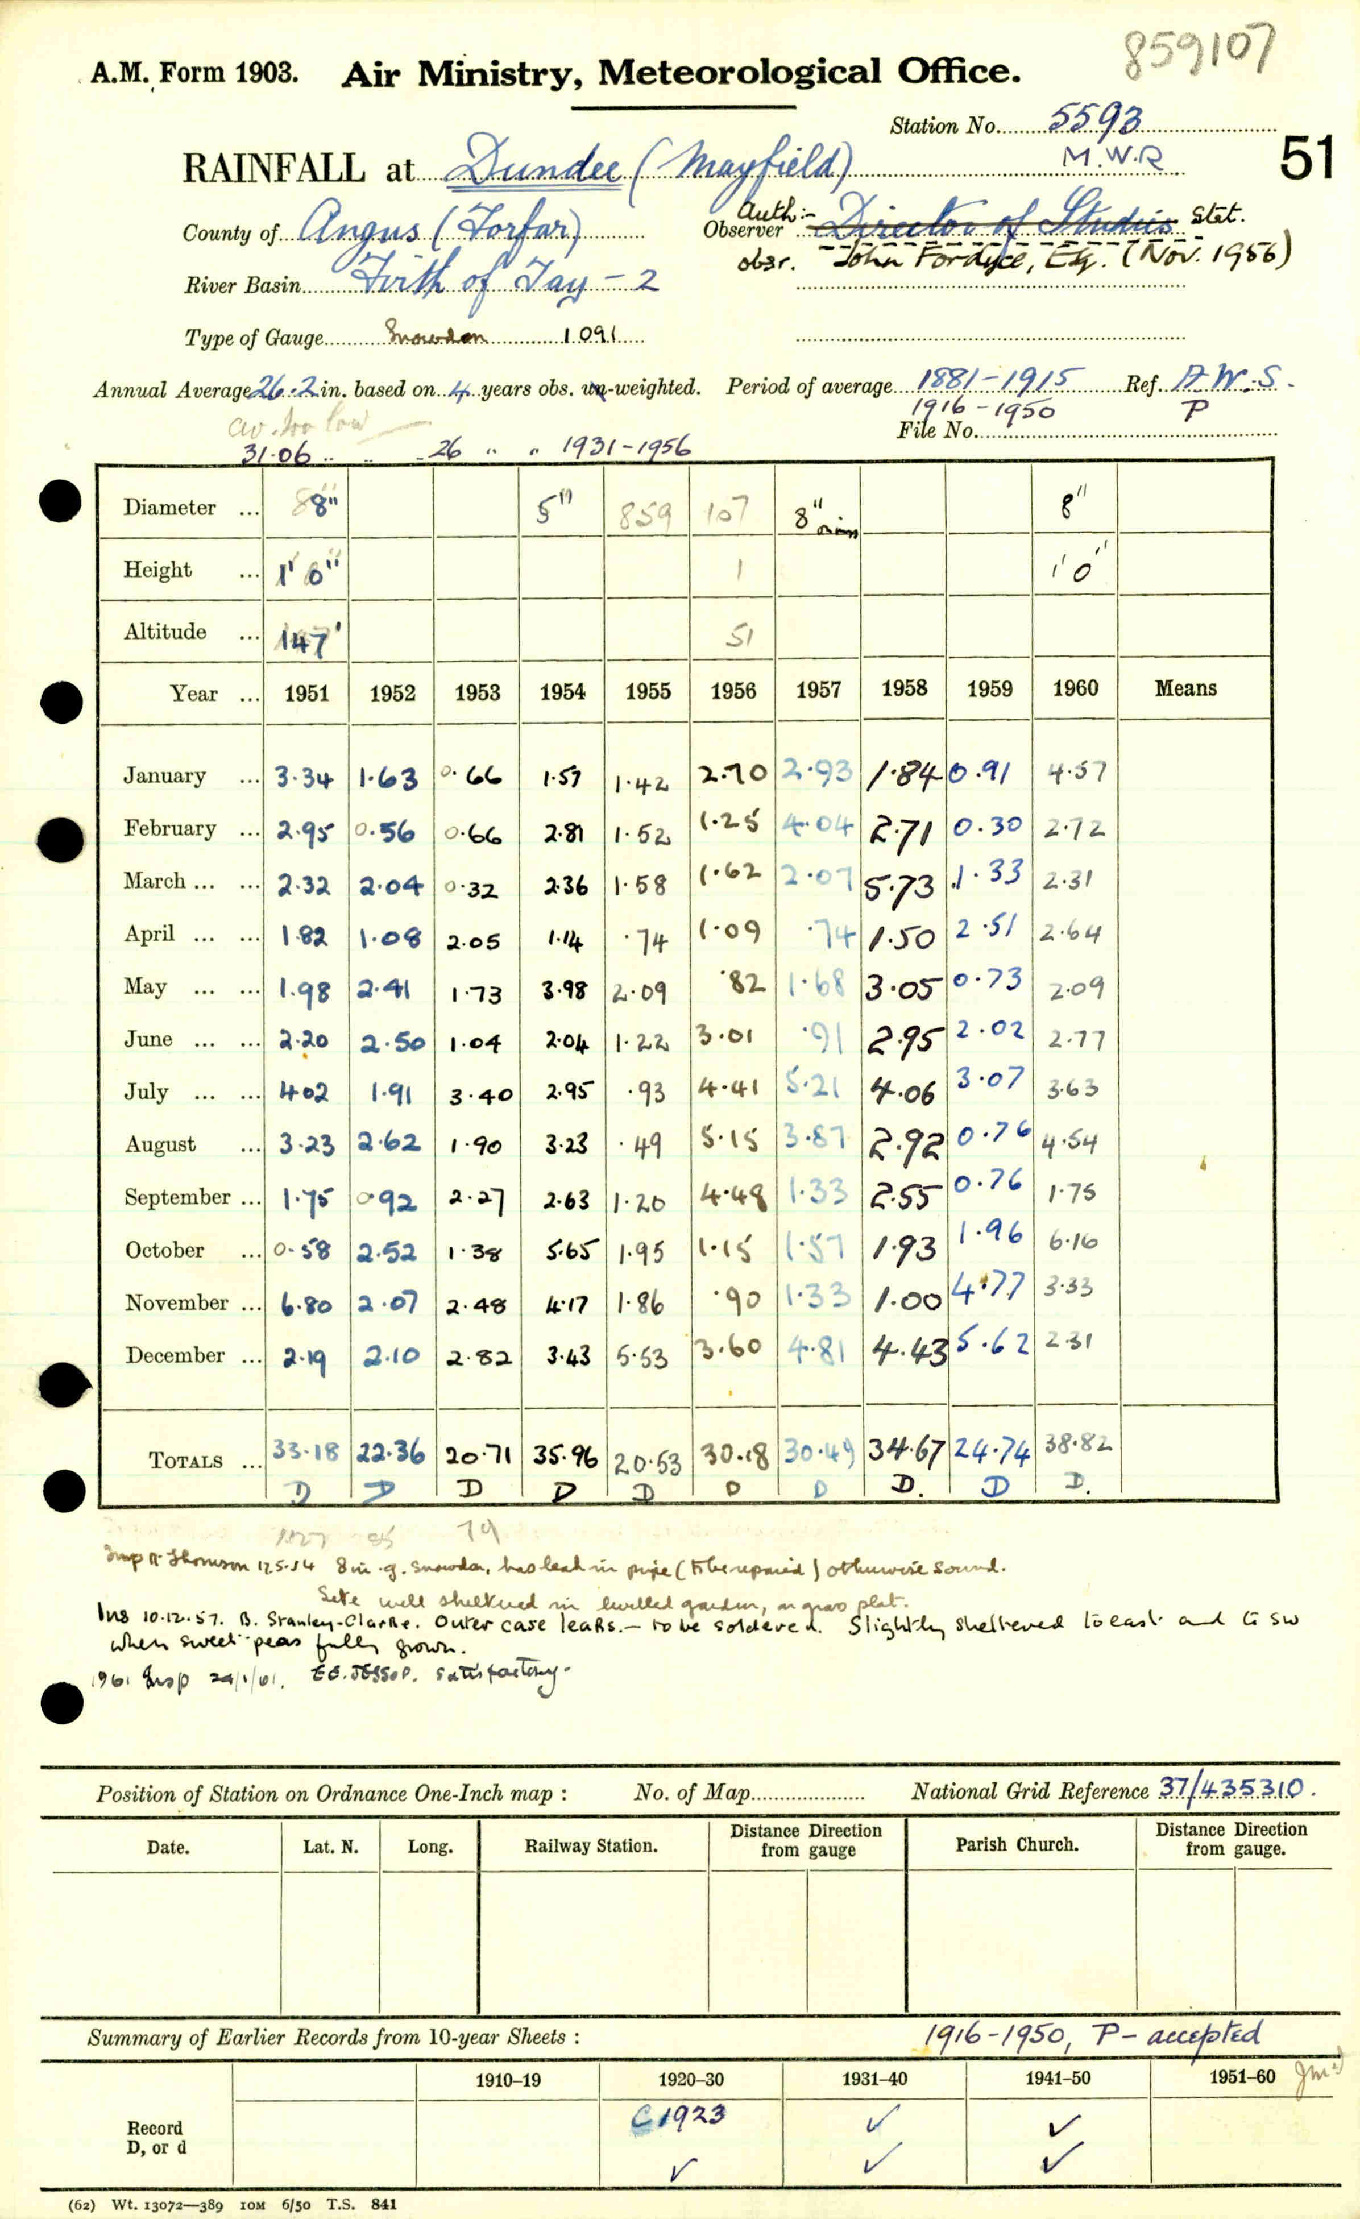 859107
A.M. Form 1903. Air Ministry, Meteorological Office.
Station No. 5593
M.W.R
51
RAINFALL at Dundee (Mayfield)
County of Angus (Forfar)
Auth:-
Observer Director of Studies Stat.
obsr. John Fordyce, Esq. (Nov. 1956)
River Basin Firth of Tay - 2
Type of Gauge Snowdon 1091
Annual Average 26.2 in. based on 4 years obs. un-weighted. Period of average 1881-1915 Ref. A.W.S.
1916-1950 P
av. too low
File No.
31.06 " " 26 " " 1931-1956
Diameter ... 8" 5" 859 107 8" 8"
Height ... 1' 0" 1 1' 0"
Altitude ... 147' 51
Year ... 1951 1952 1953 1954 1955 1956 1957 1958 1959 1960 Means
January ... 3.34 1.63 0.66 1.57 1.42 2.70 2.93 1.84 0.91 4.57
February ... 2.95 0.56 0.66 2.81 1.52 1.25 4.04 2.71 0.30 2.72
March ... ... 2.32 2.04 0.32 2.36 1.58 1.62 2.07 5.73 1.33 2.31
April ... ... 1.82 1.08 2.05 1.14 .74 1.09 .74 1.50 2.51 2.64
May ... ... 1.98 2.41 1.73 3.98 2.09 .82 1.68 3.05 0.73 2.09
June ... ... 2.20 2.50 1.04 2.04 1.22 3.01 .91 2.95 2.02 2.77
July ... ... 4.02 1.91 3.40 2.95 .93 4.41 5.21 4.06 3.07 3.63
August ... 3.23 2.62 1.90 3.23 .49 5.15 3.87 2.92 0.76 4.54
September ... 1.75 0.92 2.27 2.63 1.20 4.48 1.33 2.55 0.76 1.75
October ... 0.58 2.52 1.38 5.65 1.95 1.15 1.57 1.93 1.96 6.16
November ... 6.80 2.07 2.48 4.17 1.86 .90 1.33 1.00 4.77 3.33
December ... 2.19 2.10 2.82 3.43 5.53 3.60 4.81 4.43 5.62 2.31
TOTALS ... 33.18 22.36 20.71 35.96 20.53 30.18 30.49 34.67 24.74 38.82
D D D D D D D D. D D.
79
Insp R Thomson 12.5.54 8 in. g. Snowdon, has leak in pipe (to be repaired) otherwise sound.
Site well sheltered in walled garden, on grass plat.
Ins 10.12.57. B. Stanley-Clarke. Outer case leaks. - to be soldered. Slightly sheltered to east and to SW
when sweet peas fully grown.
1961 Insp 24/1/61. E.E. JESSOP. Satisfactory.
Position of Station on Ordnance One-Inch map : No. of Map National Grid Reference 37/435310.
Date. Lat. N. Long. Railway Station. Distance Direction from gauge Parish Church. Distance Direction from gauge.
Summary of Earlier Records from 10-year Sheets : 1916-1950, P - accepted
1910–19 1920–30 1931–40 1941–50 1951–60
Record C1923 ✓ ✓
D, or d ✓ ✓ ✓
(62) Wt. 13072—389 10M 6/50 T.S. 841